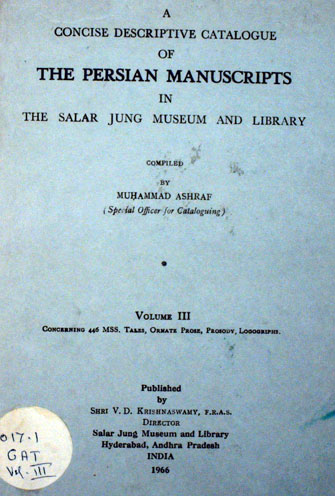 A
CONCISE DESCRIPTIVE CATALOGUE
OF
THE PERSIAN MANUSCRIPTS
IN
THE SALAR JUNG MUSEUM AND LIBRARY
COMPILED
BY
MUḤAMMAD ASHRAF
(Special Officer for Cataloguing)
VOLUME III
CONCERNING 446 MSS. TALES, ORNATE PROSE, PROSODY, LOGOGRIPHS.
Published
by
SHRI V. D. KRISHNASWAMY, F.R.A.S.
DIRECTOR
Salar Jung Museum and Library
Hyderabad, Andhra Pradesh
INDIA
1966
017.1
GAT
Vol. III